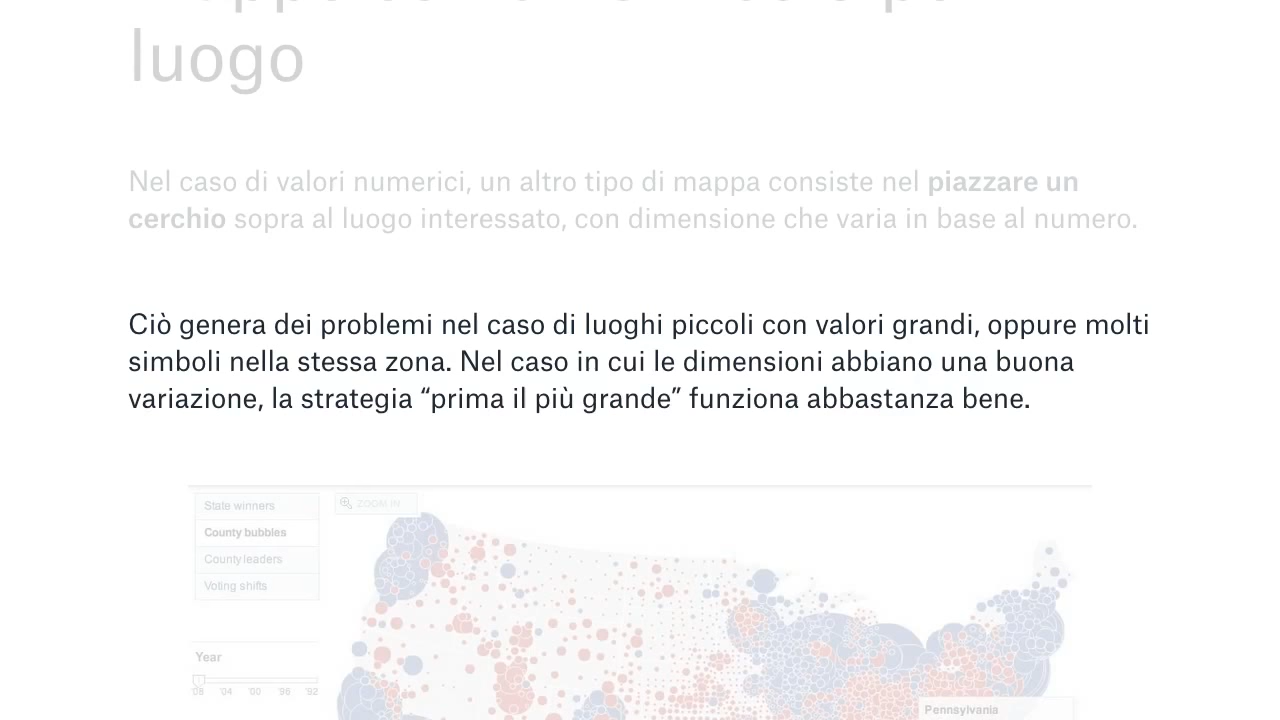 luogo
Nel caso di valori numerici, un altro tipo di mappa consiste nel piazzare un
cerchio sopra al luogo interessato, con dimensione che varia in base al numero.
Ciò genera dei problemi nel caso di luoghi piccoli con valori grandi, oppure molti
simboli nella stessa zona. Nel caso in cui le dimensioni abbiano una buona
variazione, la strategia “prima il più grande” funziona abbastanza bene.
State winners
ZOOM IN
County bubbles
County leaders
Voting shifts
Year
'08 '04 '00 '96 '92
Pennsylvania